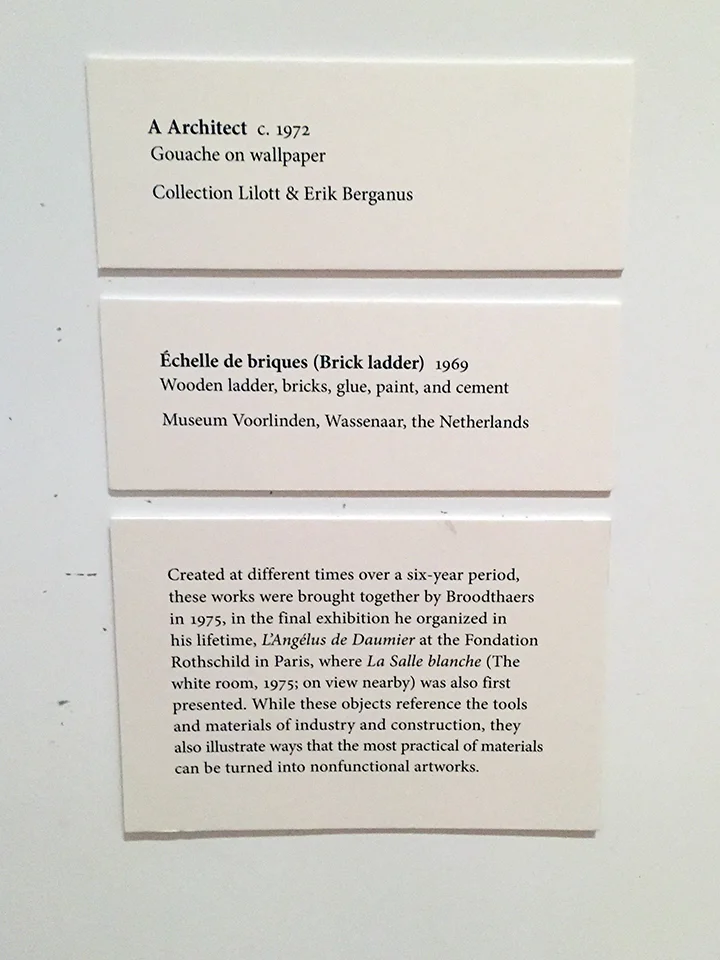 A Architect c. 1972
Gouache on wallpaper
Collection Lilott & Erik Berganus
Échelle de briques (Brick ladder) 1969
Wooden ladder, bricks, glue, paint, and cement
Museum Voorlinden, Wassenaar, the Netherlands
Created at different times over a six-year period,
these works were brought together by Broodthaers
in 1975, in the final exhibition he organized in
his lifetime, L’Angélus de Daumier at the Fondation
Rothschild in Paris, where La Salle blanche (The
white room, 1975; on view nearby) was also first
presented. While these objects reference the tools
and materials of industry and construction, they
also illustrate ways that the most practical of materials
can be turned into nonfunctional artworks.